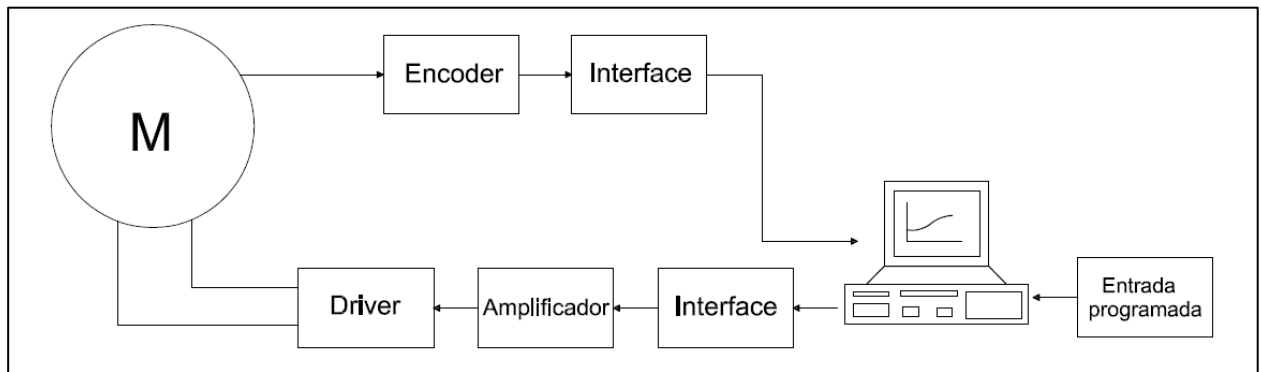 M
Encoder
Interface
Driver
Amplificador
Interface
Entrada
programada